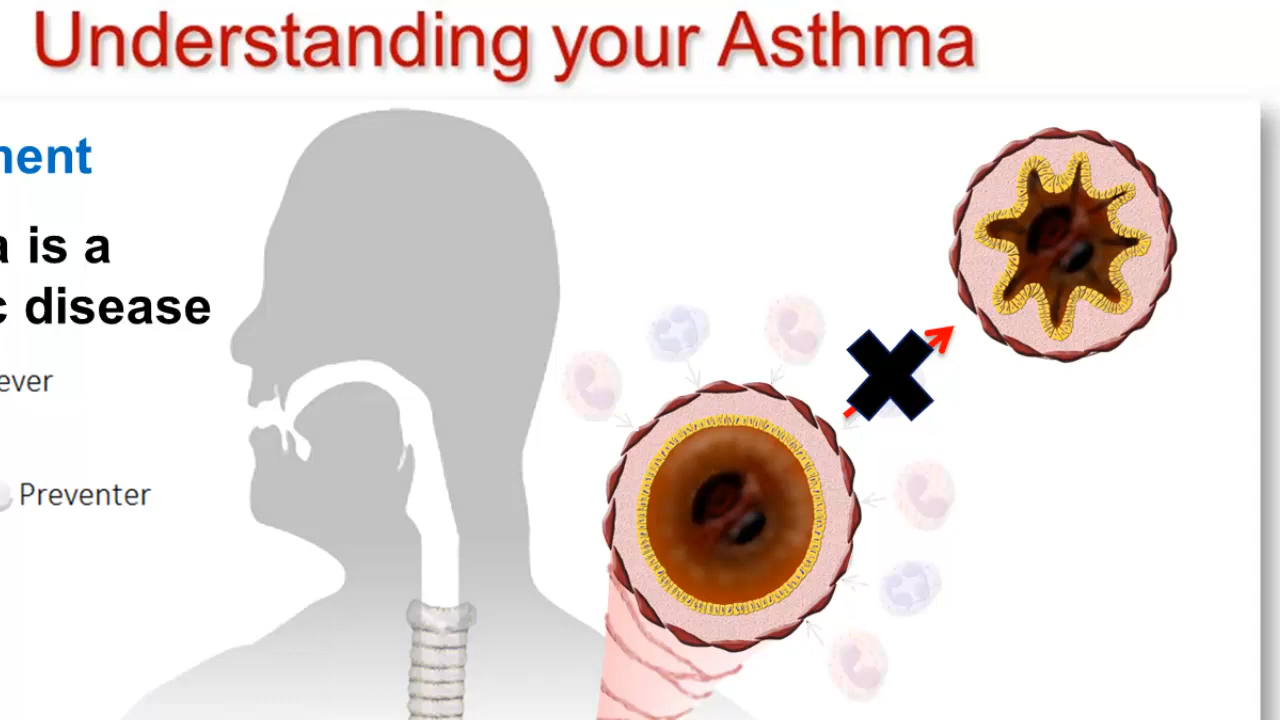 Understanding your Asthma
nent
a is a
c disease
ever
Preventer